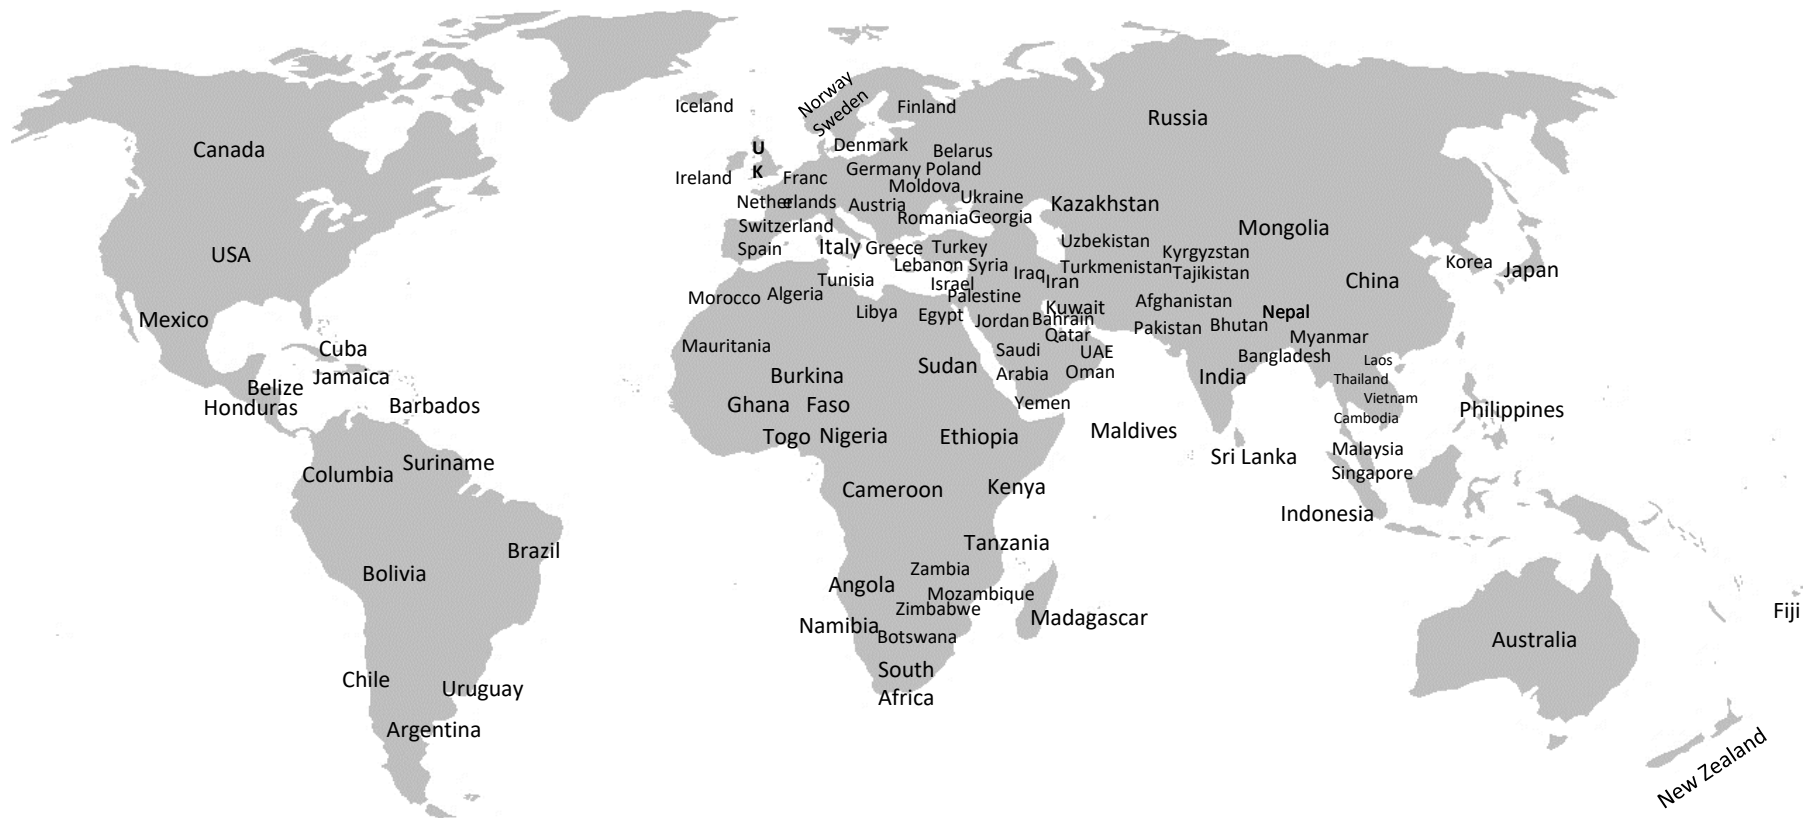 Canada
USA
Mexico
Cuba
Jamaica
Belize
Honduras
Barbados
Columbia
Suriname
Brazil
Bolivia
Chile
Uruguay
Argentina
Iceland
Norway
Sweden
Finland
Russia
U
K
Ireland
Denmark
Belarus
Germany
Poland
Franc
e
Moldova
Netherlands
Austria
Ukraine
Romania
Georgia
Switzerland
Spain
Italy
Greece
Turkey
Lebanon
Syria
Israel
Palestine
Iraq
Iran
Kazakhstan
Uzbekistan
Turkmenistan
Kyrgyzstan
Tajikistan
Mongolia
China
Korea
Japan
Tunisia
Morocco
Algeria
Libya
Egypt
Jordan
Kuwait
Bahrain
Qatar
Saudi
Arabia
UAE
Oman
Yemen
Afghanistan
Pakistan
Bhutan
Nepal
Myanmar
Bangladesh
India
Laos
Thailand
Vietnam
Cambodia
Philippines
Maldives
Sri Lanka
Malaysia
Singapore
Indonesia
Mauritania
Burkina
Faso
Ghana
Togo
Nigeria
Sudan
Ethiopia
Cameroon
Kenya
Tanzania
Zambia
Angola
Mozambique
Zimbabwe
Namibia
Botswana
Madagascar
South
Africa
Australia
Fiji
New Zealand